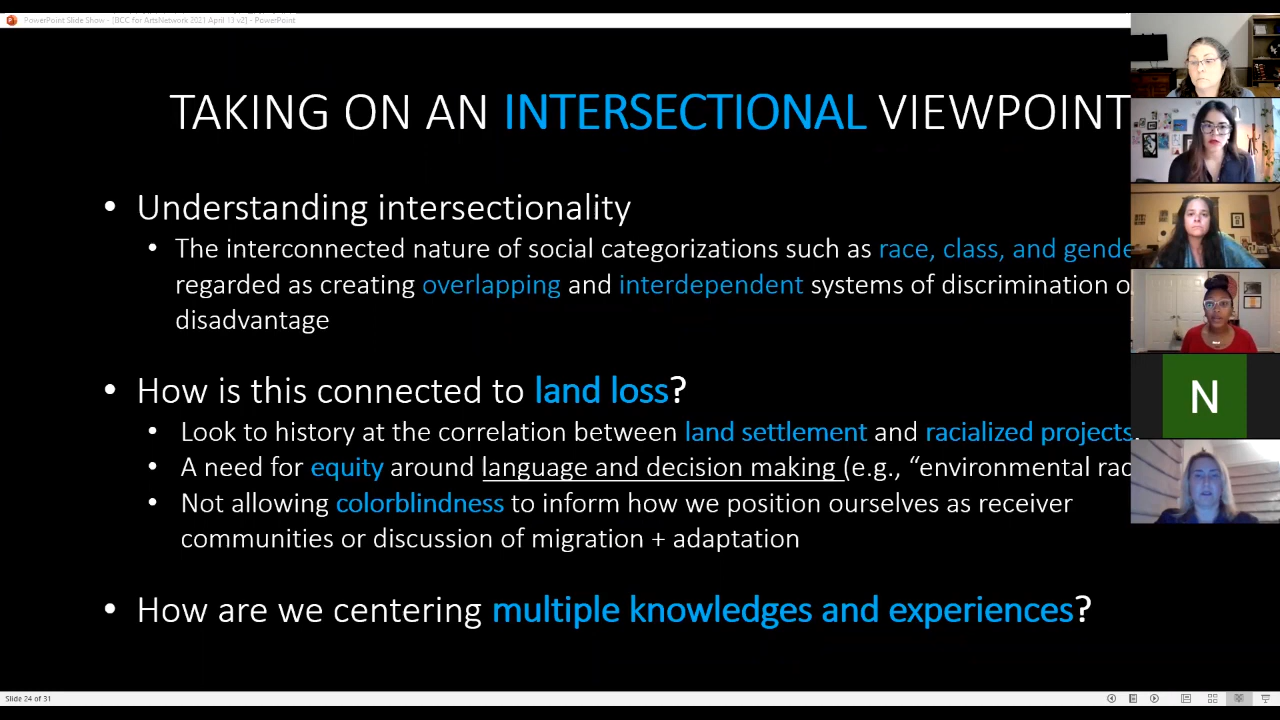 PowerPoint Slide Show - [BCC for ArtsNetwork 2021 April 13 v2] - PowerPoint
TAKING ON AN INTERSECTIONAL VIEWPOINT
• Understanding intersectionality
• The interconnected nature of social categorizations such as race, class, and gende
regarded as creating overlapping and interdependent systems of discrimination o
disadvantage
• How is this connected to land loss?
• Look to history at the correlation between land settlement and racialized projects.
• A need for equity around language and decision making (e.g., “environmental rac
• Not allowing colorblindness to inform how we position ourselves as receiver
communities or discussion of migration + adaptation
• How are we centering multiple knowledges and experiences?
N
Slide 24 of 31